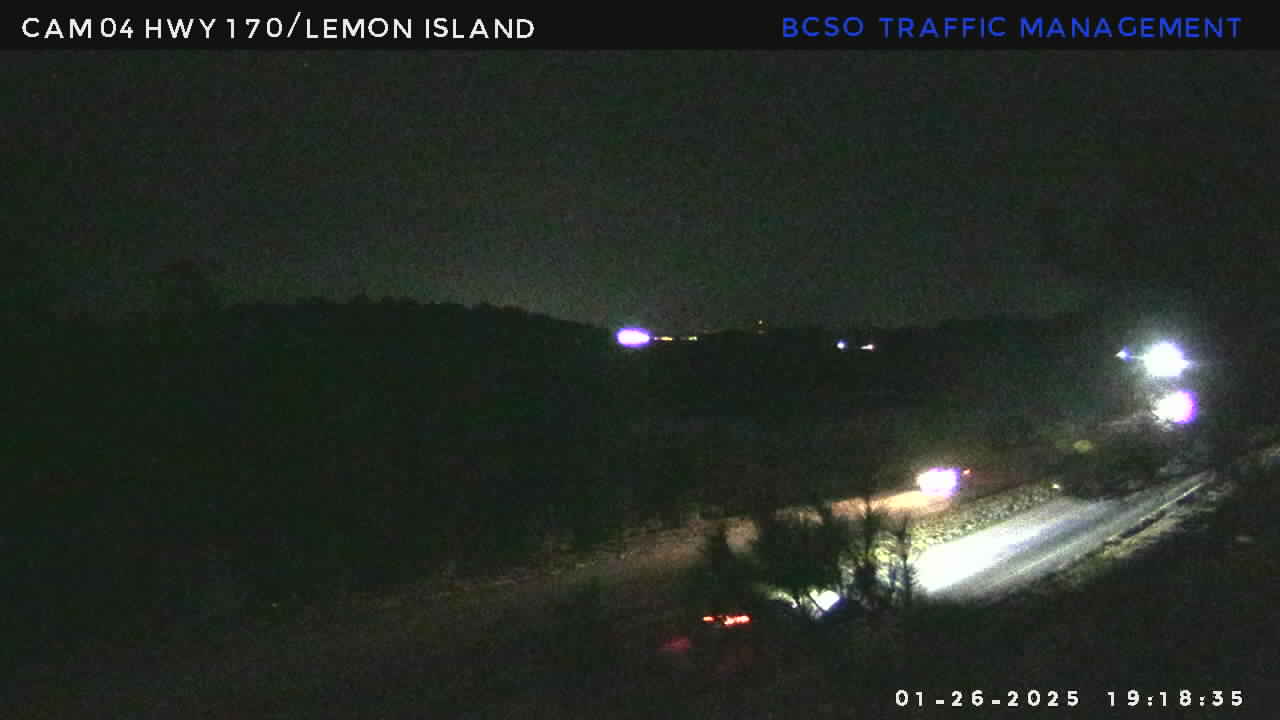 CAM04 HWY 170/LEMON ISLAND
BCSO TRAFFIC MANAGEMENT
01-26-2025 19:18:35